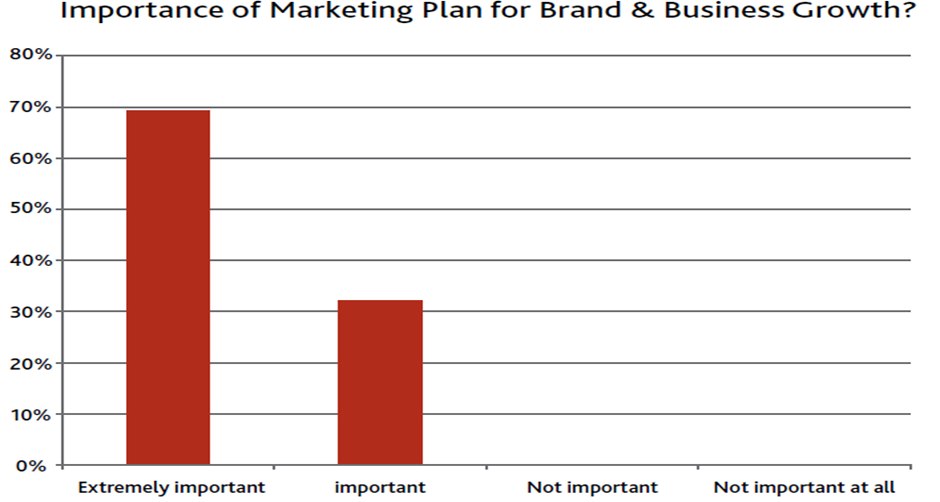 Importance of Marketing Plan for Brand & Business Growth?
80%
70%
60%
50%
40%
30%
20%
10%
0%
Extremely important
important
Not important
Not important at all